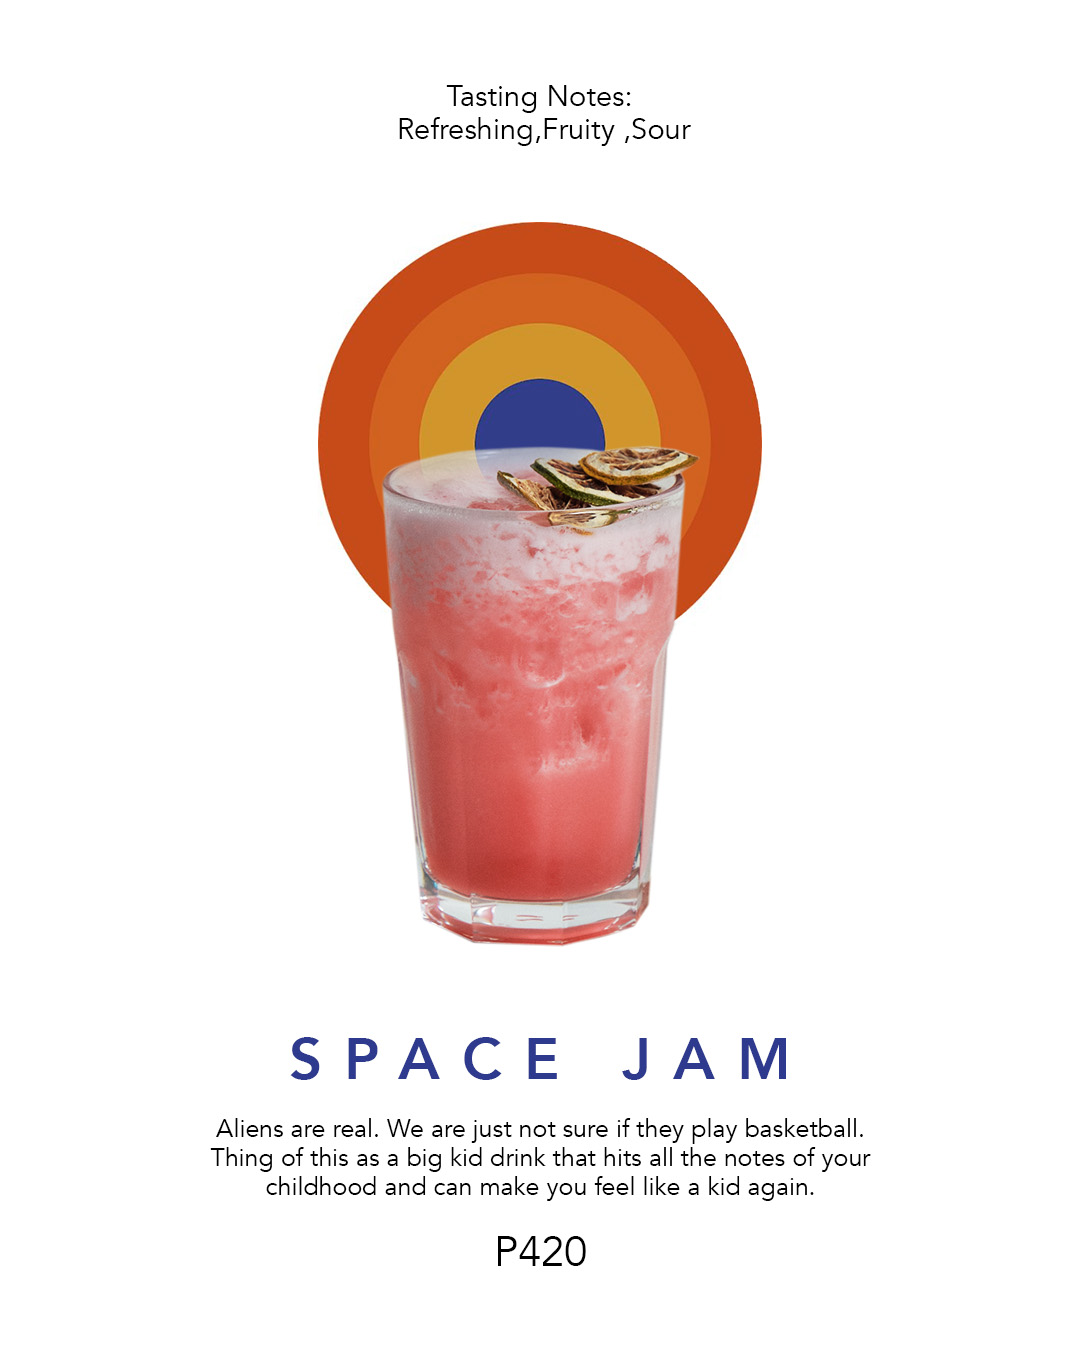 Tasting Notes:
Refreshing,Fruity ,Sour
SPACE JAM
Aliens are real. We are just not sure if they play basketball.
Thing of this as a big kid drink that hits all the notes of your
childhood and can make you feel like a kid again.
P420